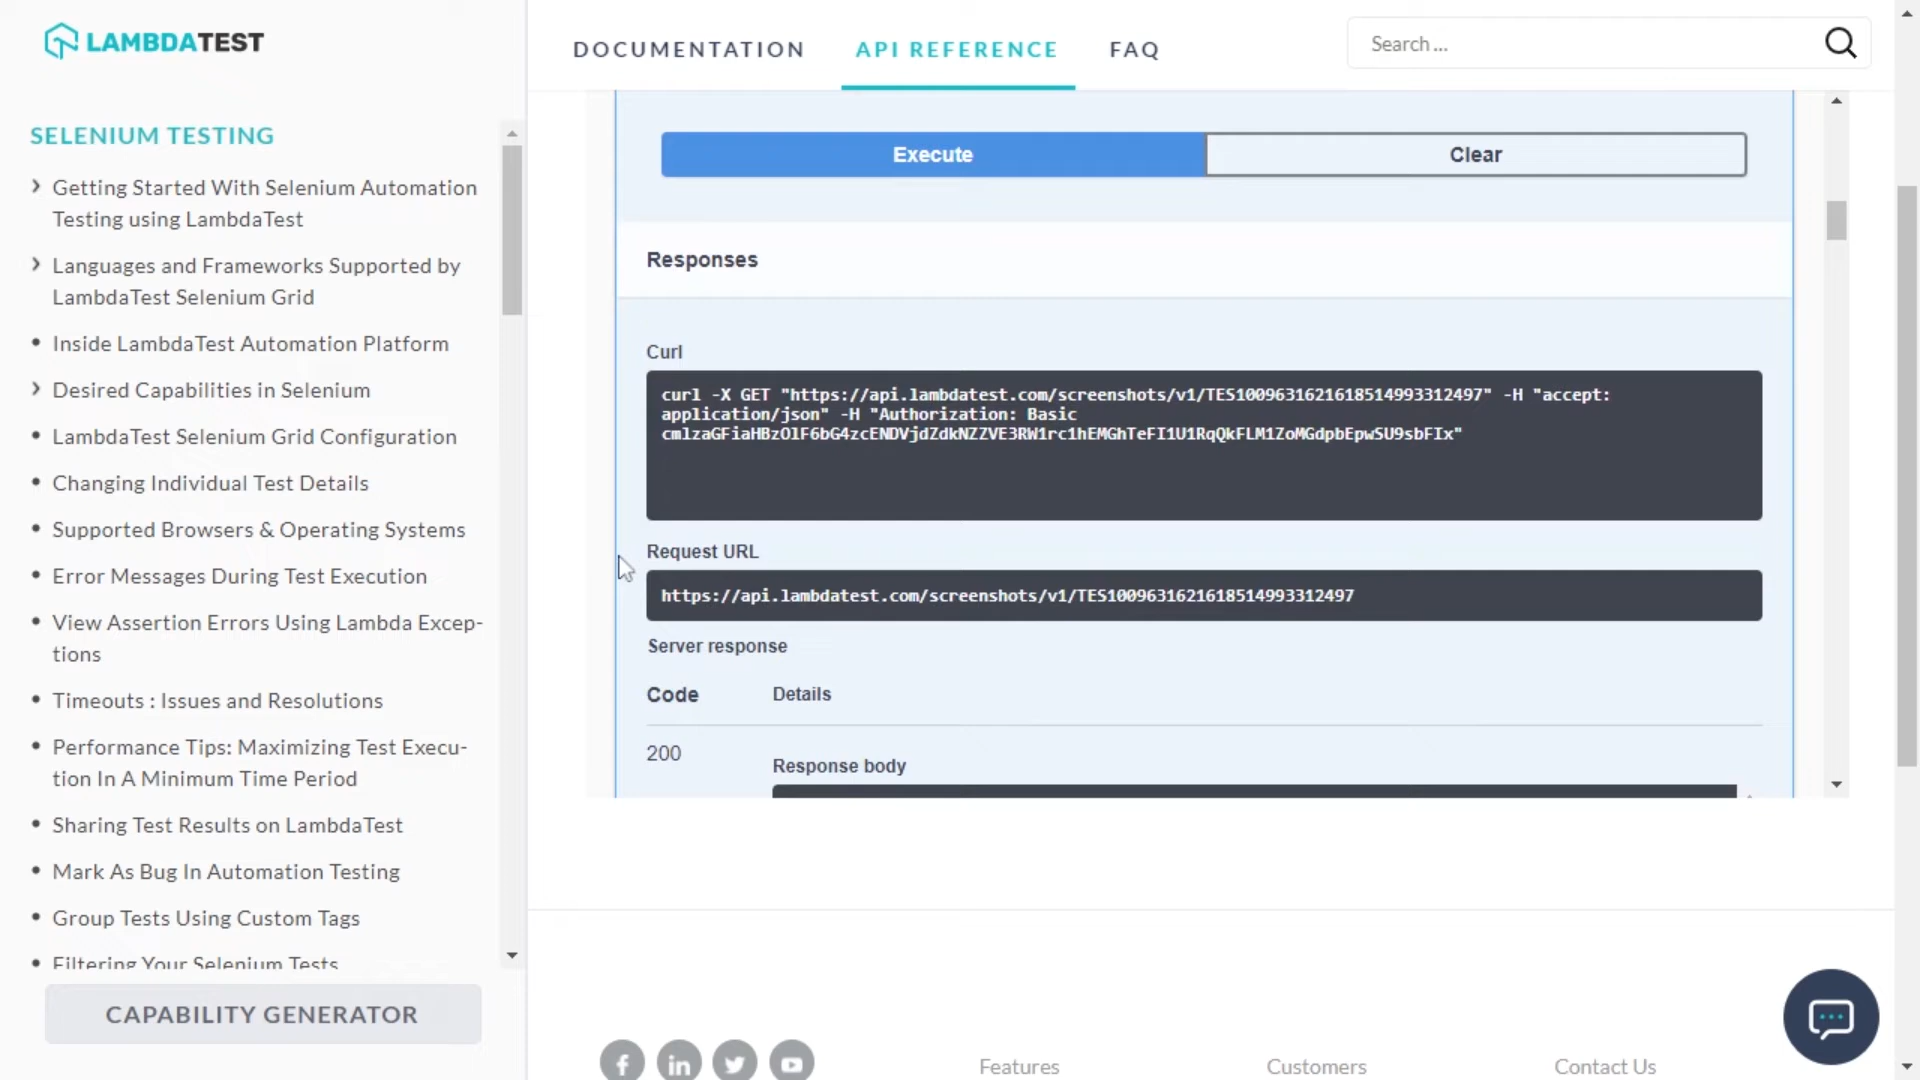 LAMBDATEST
DOCUMENTATION
API REFERENCE
FAQ
Search ...
SELENIUM TESTING
Getting Started With Selenium Automation
Testing using LambdaTest
Languages and Frameworks Supported by
LambdaTest Selenium Grid
Inside LambdaTest Automation Platform
Desired Capabilities in Selenium
LambdaTest Selenium Grid Configuration
Changing Individual Test Details
Supported Browsers & Operating Systems
Error Messages During Test Execution
View Assertion Errors Using Lambda Excep-
tions
Timeouts : Issues and Resolutions
Performance Tips: Maximizing Test Execu-
tion In A Minimum Time Period
Sharing Test Results on LambdaTest
Mark As Bug In Automation Testing
Group Tests Using Custom Tags
Filtering Your Selenium Tests
CAPABILITY GENERATOR
Execute
Clear
Responses
Curl
curl -X GET "https://api.lambdatest.com/screenshots/v1/TES1009631621618514993312497" -H "accept:
application/json" -H "Authorization: Basic
Request URL
https://api.lambdatest.com/screenshots/v1/TES1009631621618514993312497
Server response
Code
Details
200
Response body
Features
Customers
Contact Us